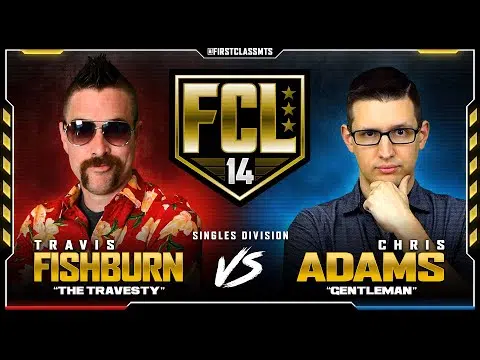 @FIRSTCLASSMTS
FCL
14
SINGLES DIVISION
TRAVIS
FISHBURN
"THE TRAVESTY"
VS
CHRIS
ADAMS
"GENTLEMAN"